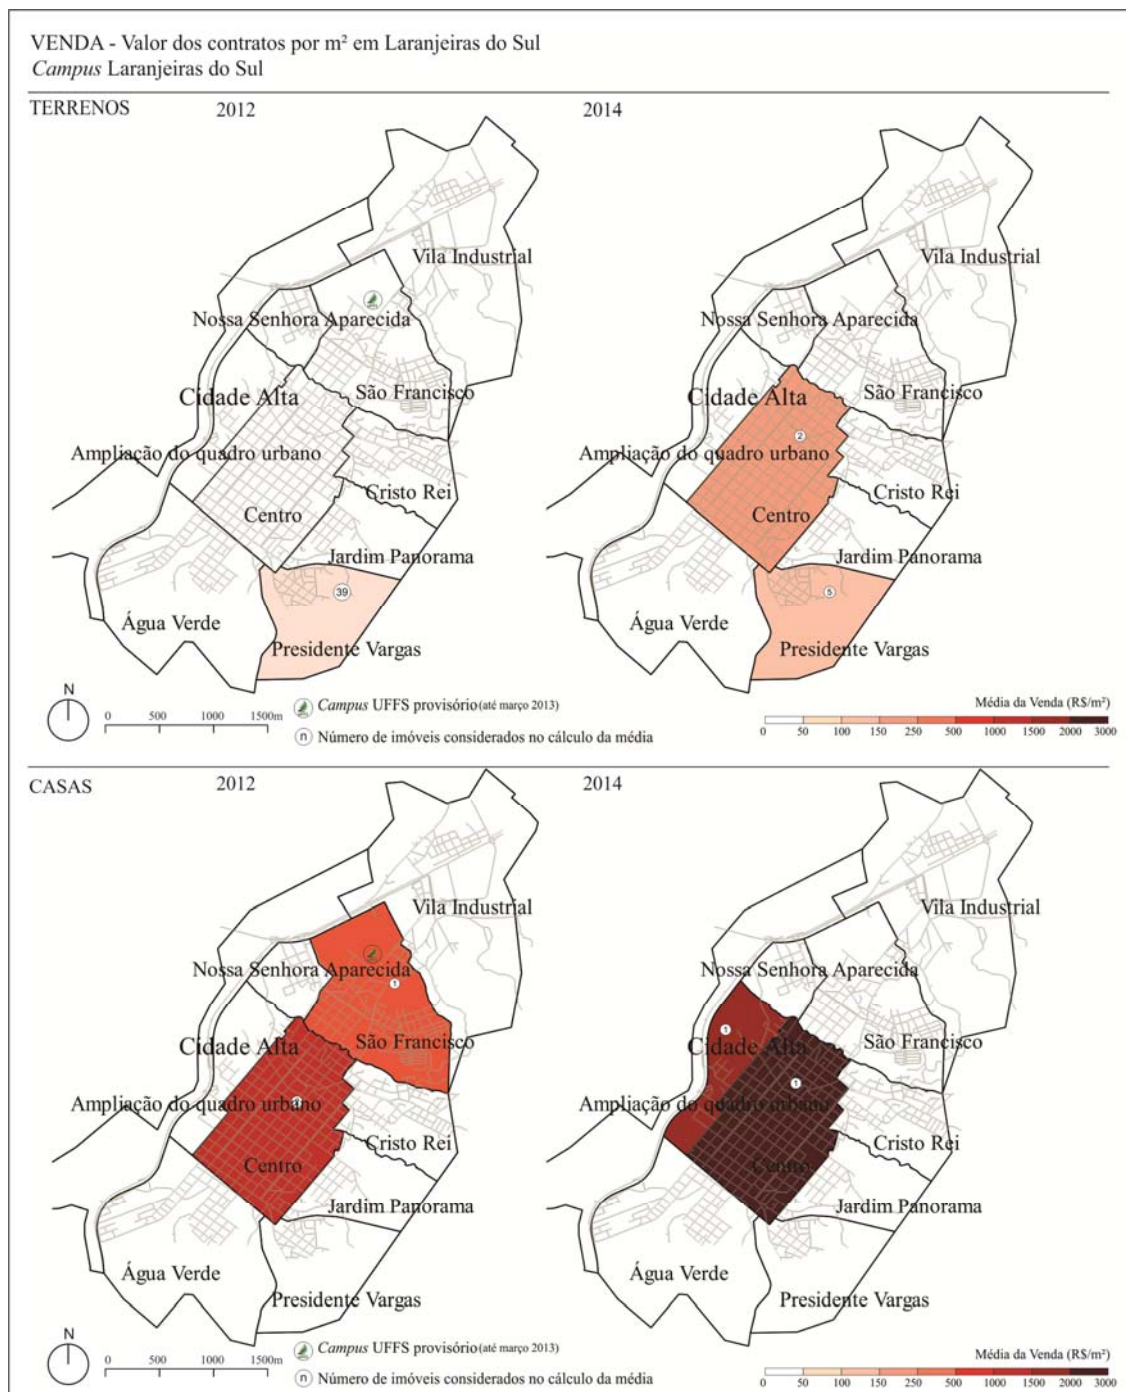 VENDA - Valor dos contratos por m² em Laranjeiras do Sul
Campus Laranjeiras do Sul
TERRENOS
2012
2014
Vila Industrial
Nossa Senhora Aparecida
Cidade Alta
São Francisco
Ampliação do quadro urbano
Cristo Rei
Centro
Jardim Panorama
39
Água Verde
Presidente Vargas
Vila Industrial
Nossa Senhora Aparecida
Cidade Alta
São Francisco
2
Ampliação do quadro urbano
Cristo Rei
Centro
Jardim Panorama
5
Água Verde
Presidente Vargas
N
0 500 1000 1500m
Campus UFFS provisório (até março 2013)
n Número de imóveis considerados no cálculo da média
Média da Venda (R$/m²)
0 50 100 150 250 500 1000 1500 2000 3000
CASAS
2012
2014
Vila Industrial
Nossa Senhora Aparecida
1
Cidade Alta
São Francisco
Ampliação do quadro urbano
Cristo Rei
Centro
Jardim Panorama
Água Verde
Presidente Vargas
Vila Industrial
Nossa Senhora Aparecida
1
Cidade Alta
São Francisco
1
Ampliação do quadro urbano
Cristo Rei
Centro
Jardim Panorama
Água Verde
Presidente Vargas
N
0 500 1000 1500m
Campus UFFS provisório (até março 2013)
n Número de imóveis considerados no cálculo da média
Média da Venda (R$/m²)
0 50 100 150 250 500 1000 1500 2000 3000